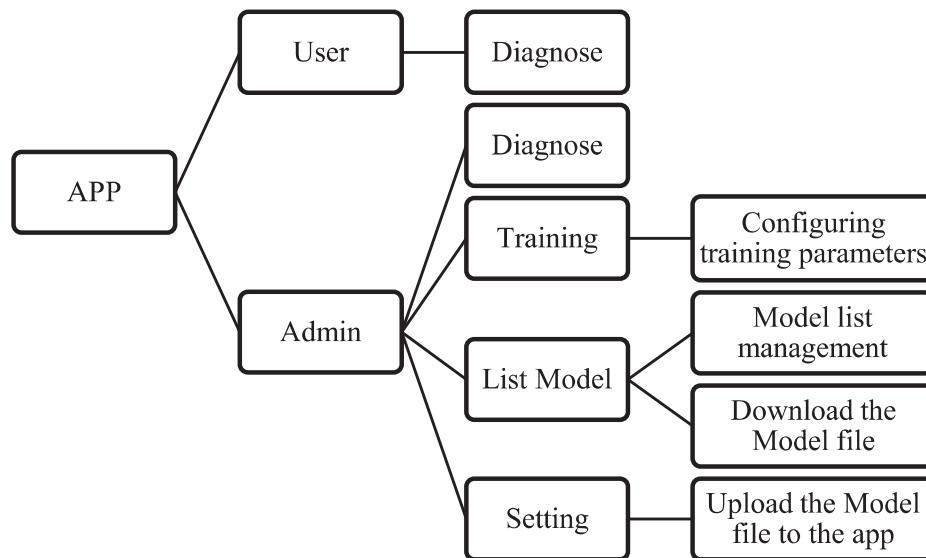 User
Diagnose
Diagnose
APP
Training
Configuring
training parameters
Admin
List Model
Model list
management
Download the
Model file
Setting
Upload the Model
file to the app